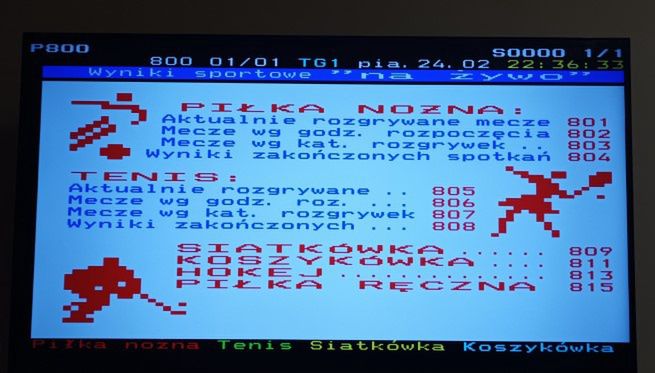 P800 S0000 1/1
800 01/01 TG1 pia. 24. 02 22:36:33
Wyniki sportowe "na żywo"
PIŁKA NOŻNA:
Aktualnie rozgrywane mecze 801
Mecze wg godz. rozpoczęcia 802
Mecze wg kat. rozgrywek .. 803
Wyniki zakończonych spotkań 804
TENIS:
Aktualnie rozgrywane .. 805
Mecze wg godz. roz. ... 806
Mecze wg kat. rozgrywek 807
Wyniki zakończonych ... 808
SIATKÓWKA ...... 809
KOSZYKÓWKA .... 811
HOKEJ ............... 813
PIŁKA RĘCZNA 815
Piłka nożna Tenis Siatkówka Koszykówka